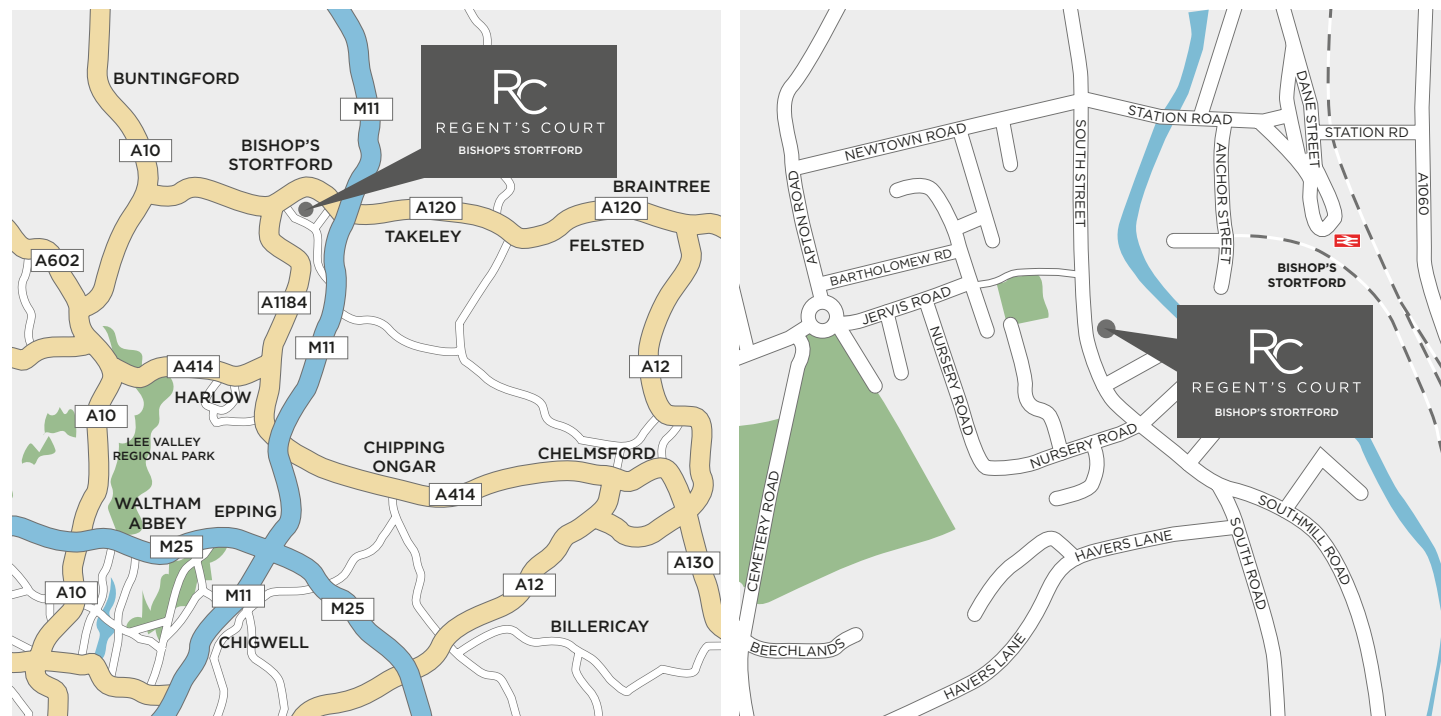 BUNTINGFORD
M11
RC
REGENT'S COURT
BISHOP'S STORTFORD
A10
BISHOP'S
STORTFORD
BRAINTREE
A120
A120
TAKELEY
FELSTED
A602
A1184
M11
A414
A12
HARLOW
A10
LEE VALLEY
REGIONAL PARK
CHIPPING
ONGAR
CHELMSFORD
A414
WALTHAM
ABBEY
EPPING
M25
A130
A10
M11
M25
A12
CHIGWELL
BILLERICAY
NEWTOWN ROAD
STATION ROAD
DANE STREET
STATION RD
SOUTH STREET
ANCHOR STREET
A1060
APTON ROAD
BARTHOLOMEW RD
BISHOP'S
STORTFORD
JERVIS ROAD
RC
REGENT'S COURT
BISHOP'S STORTFORD
NURSERY ROAD
NURSERY ROAD
CEMETERY ROAD
SOUTHMILL ROAD
HAVERS LANE
SOUTH ROAD
BEECHLANDS
HAVERS LANE